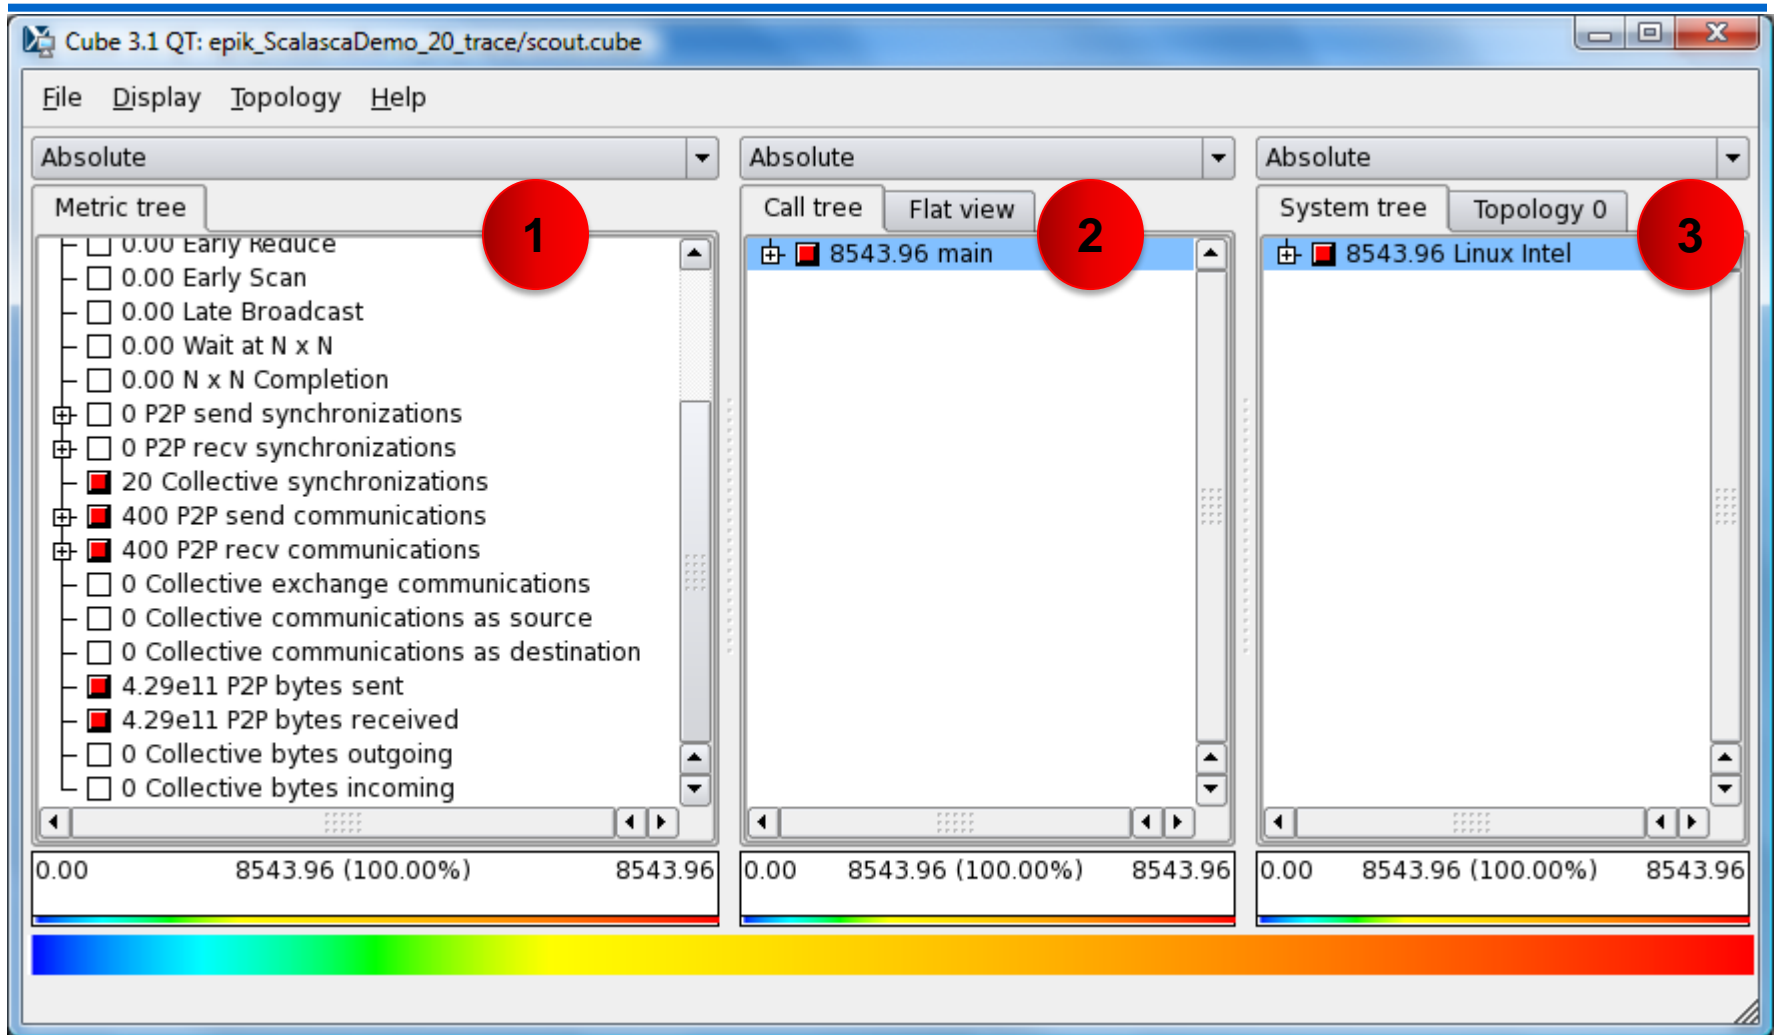 Cube 3.1 QT: epik_ScalascaDemo_20_trace/scout.cube
File Display Topology Help
Absolute
Metric tree
1
0.00 Early Reduce
0.00 Early Scan
0.00 Late Broadcast
0.00 Wait at N x N
0.00 N x N Completion
0 P2P send synchronizations
0 P2P recv synchronizations
20 Collective synchronizations
400 P2P send communications
400 P2P recv communications
0 Collective exchange communications
0 Collective communications as source
0 Collective communications as destination
4.29e11 P2P bytes sent
4.29e11 P2P bytes received
0 Collective bytes outgoing
0 Collective bytes incoming
0.00 8543.96 (100.00%) 8543.96
Absolute
Call tree Flat view
2
8543.96 main
0.00 8543.96 (100.00%) 8543.96
Absolute
System tree Topology 0
3
8543.96 Linux Intel
0.00 8543.96 (100.00%) 8543.96